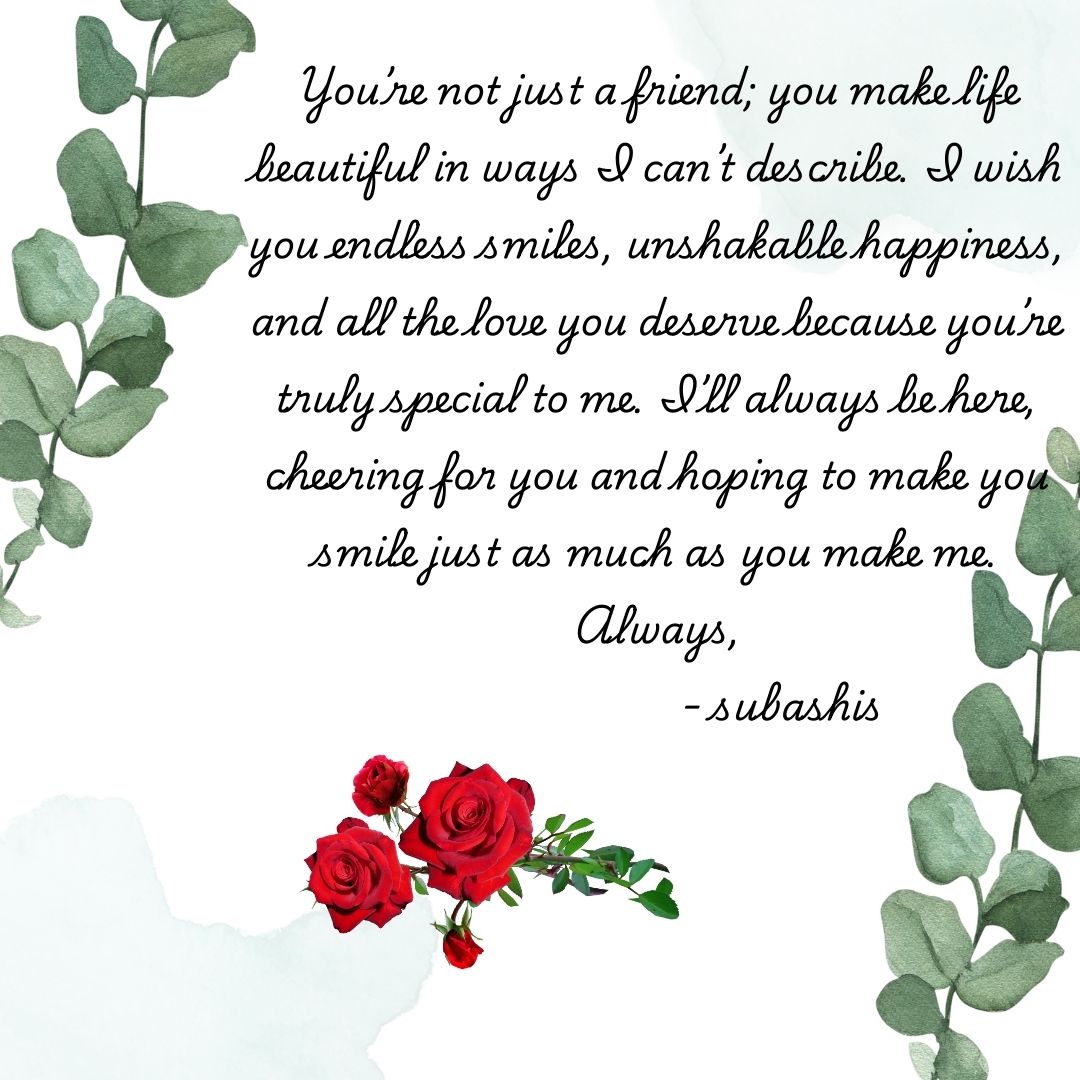 You're not just a friend; you make life
beautiful in ways I can't describe. I wish
you endless smiles, unshakable happiness,
and all the love you deserve because you're
truly special to me. I'll always be here,
cheering for you and hoping to make you
smile just as much as you make me.
Always,
- subashis